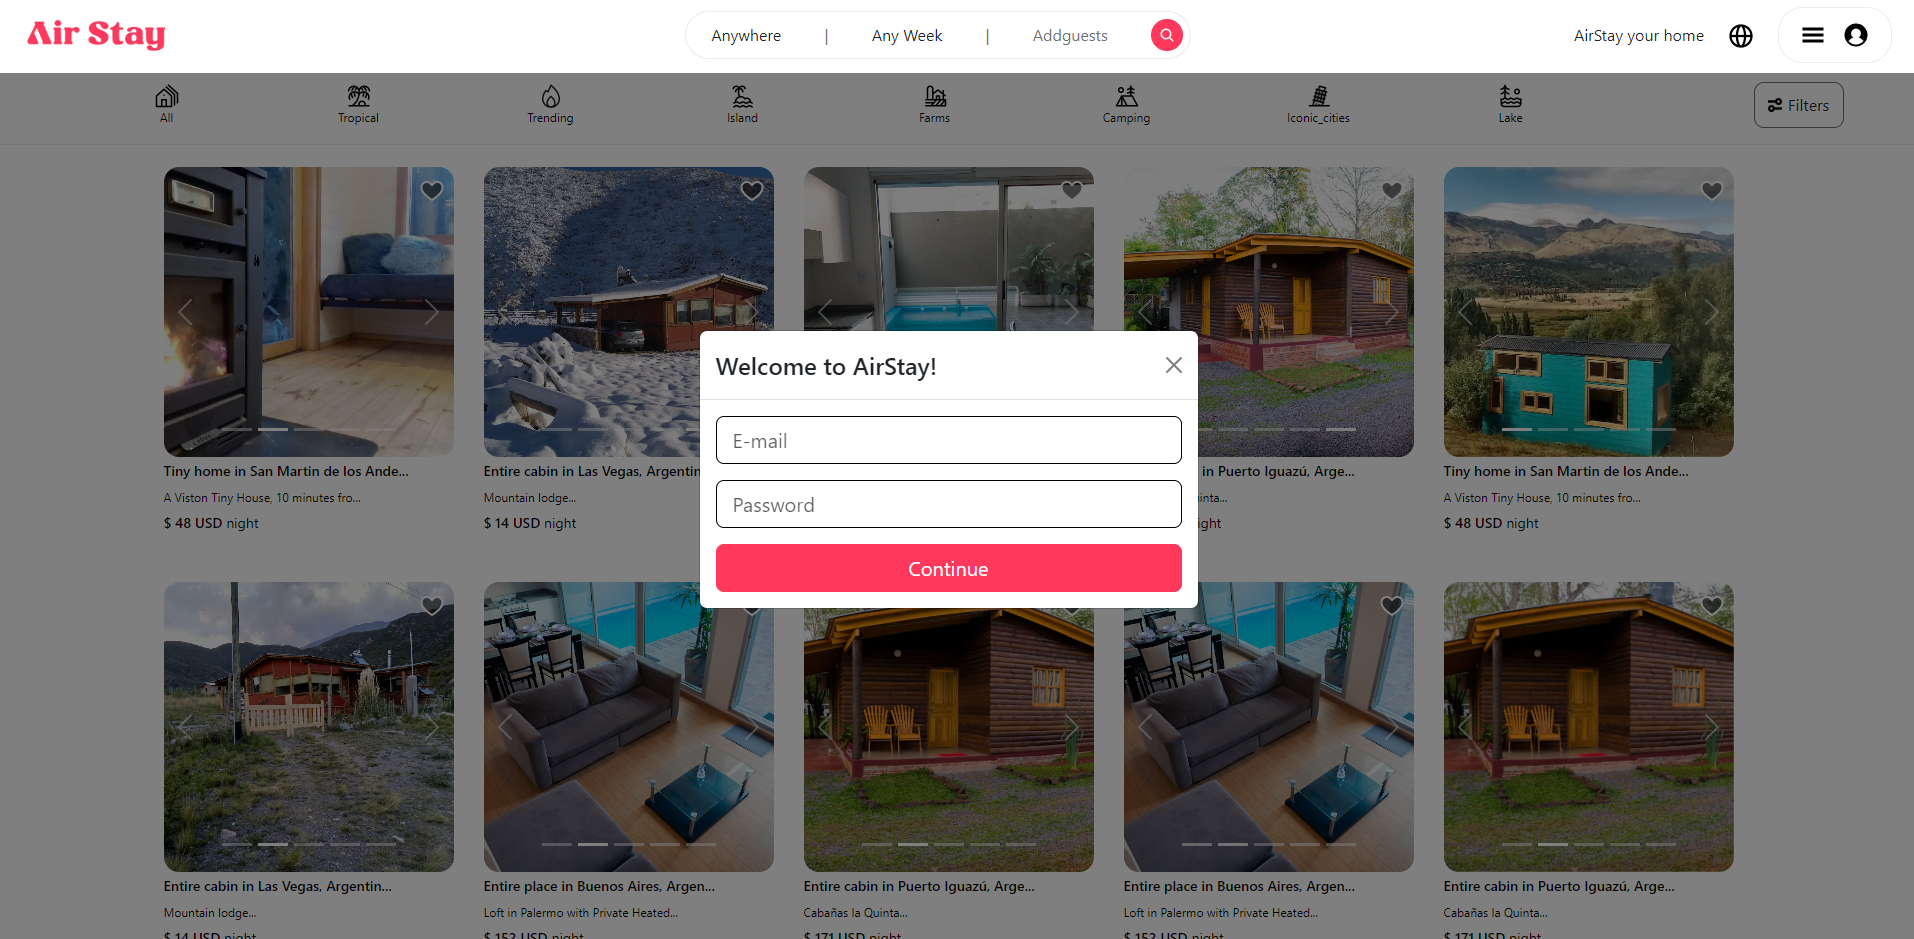 Air Stay
Anywhere | Any Week | Addguests
AirStay your home
All
Tropical
Trending
Island
Farms
Camping
Iconic_cities
Lake
Filters
Welcome to AirStay!
E-mail
Password
Continue
Tiny home in San Martin de los Ande...
A Viston Tiny House, 10 minutes fro...
$ 48 USD night
Entire cabin in Las Vegas, Argentin
Mountain lodge...
$ 14 USD night
in Puerto Iguazú, Arge...
inta...
ight
Tiny home in San Martin de los Ande...
A Viston Tiny House, 10 minutes fro...
$ 48 USD night
Entire cabin in Las Vegas, Argentin...
Mountain lodge...
$ 14 USD night
Entire place in Buenos Aires, Argen...
Loft in Palermo with Private Heated...
$ 152 USD night
Entire cabin in Puerto Iguazú, Arge...
Cabañas la Quinta...
$ 171 USD night
Entire place in Buenos Aires, Argen...
Loft in Palermo with Private Heated...
$ 152 USD night
Entire cabin in Puerto Iguazú, Arge...
Cabañas la Quinta...
$ 171 USD night